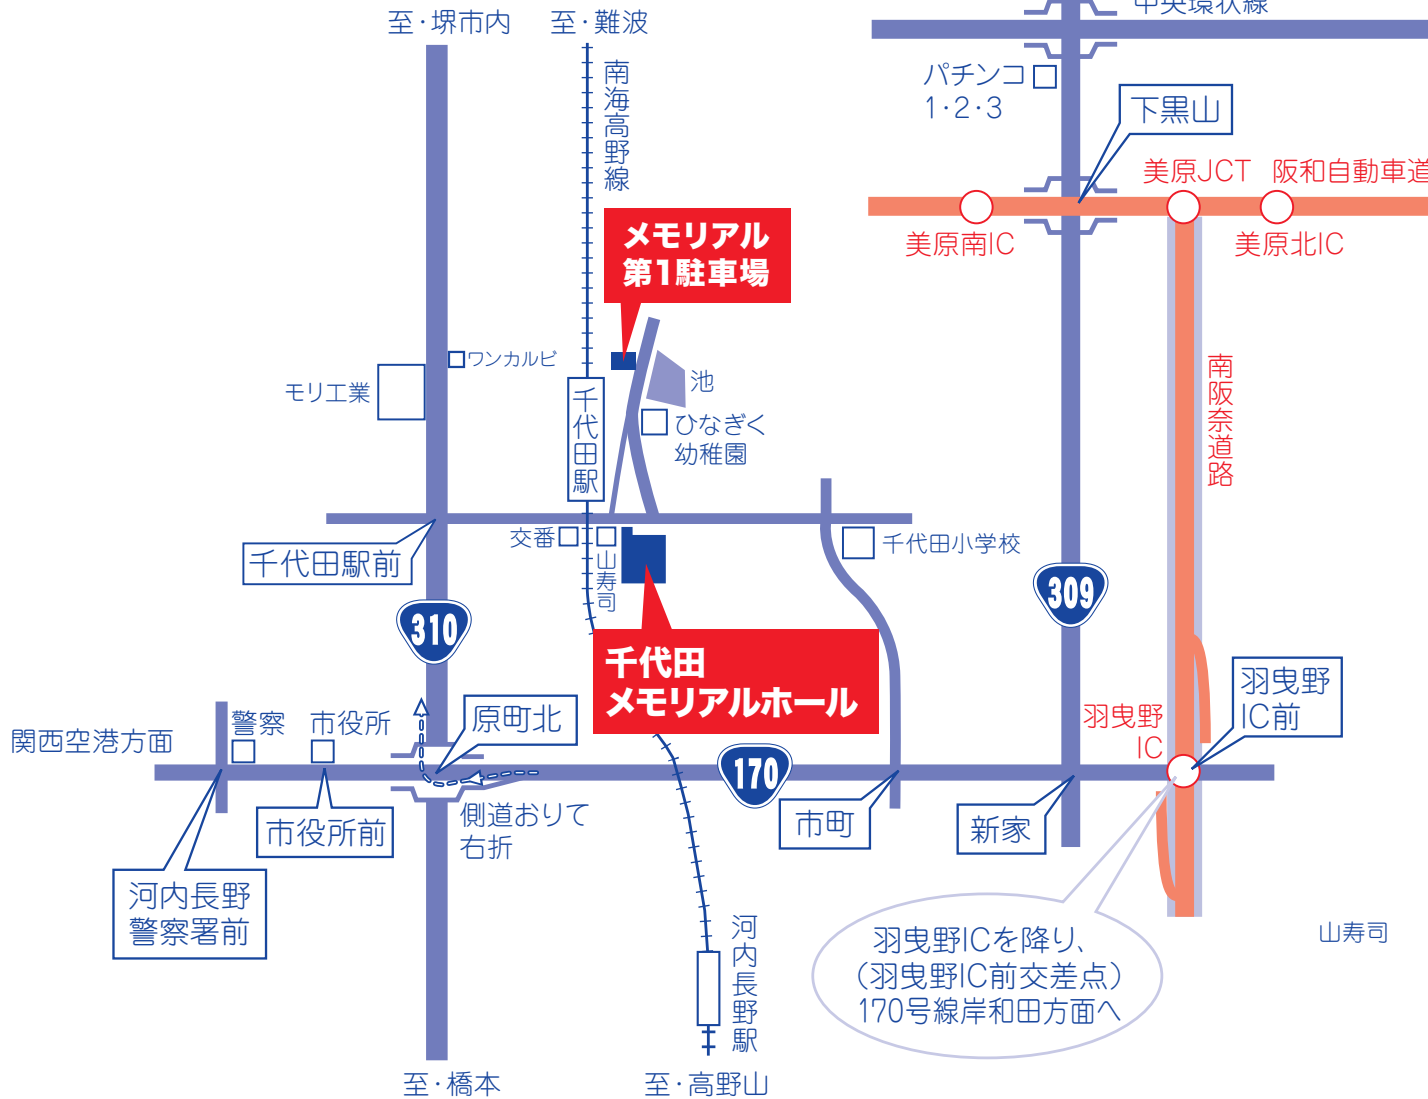 至・堺市内
至・難波
中央環状線
南海高野線
パチンコ
1・2・3
下黒山
美原JCT
阪和自動車道
美原南IC
美原北IC
メモリアル
第1駐車場
ワンカルビ
モリ工業
千代田駅
池
ひなぎく
幼稚園
南阪奈道路
千代田駅前
交番
山寿司
千代田小学校
310
309
千代田
メモリアルホール
羽曳野
IC前
羽曳野
IC
関西空港方面
警察
市役所
原町北
170
市役所前
側道おりて
右折
市町
新家
河内長野
警察署前
河内長野駅
羽曳野ICを降り、
(羽曳野IC前交差点)
170号線岸和田方面へ
山寿司
至・橋本
至・高野山